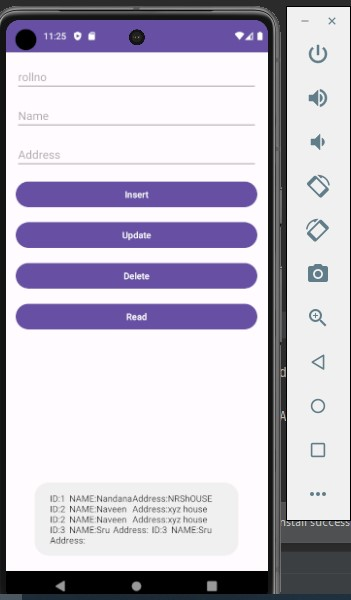 11:25
rollno
Name
Address
Insert
Update
Delete
Read
ID:1 NAME:NandanaAddress:NRShOUSE
ID:2 NAME:Naveen Address:xyz house
ID:2 NAME:Naveen Address:xyz house
ID:3 NAME:Sru Address: ID:3 NAME:Sru
Address:
install success